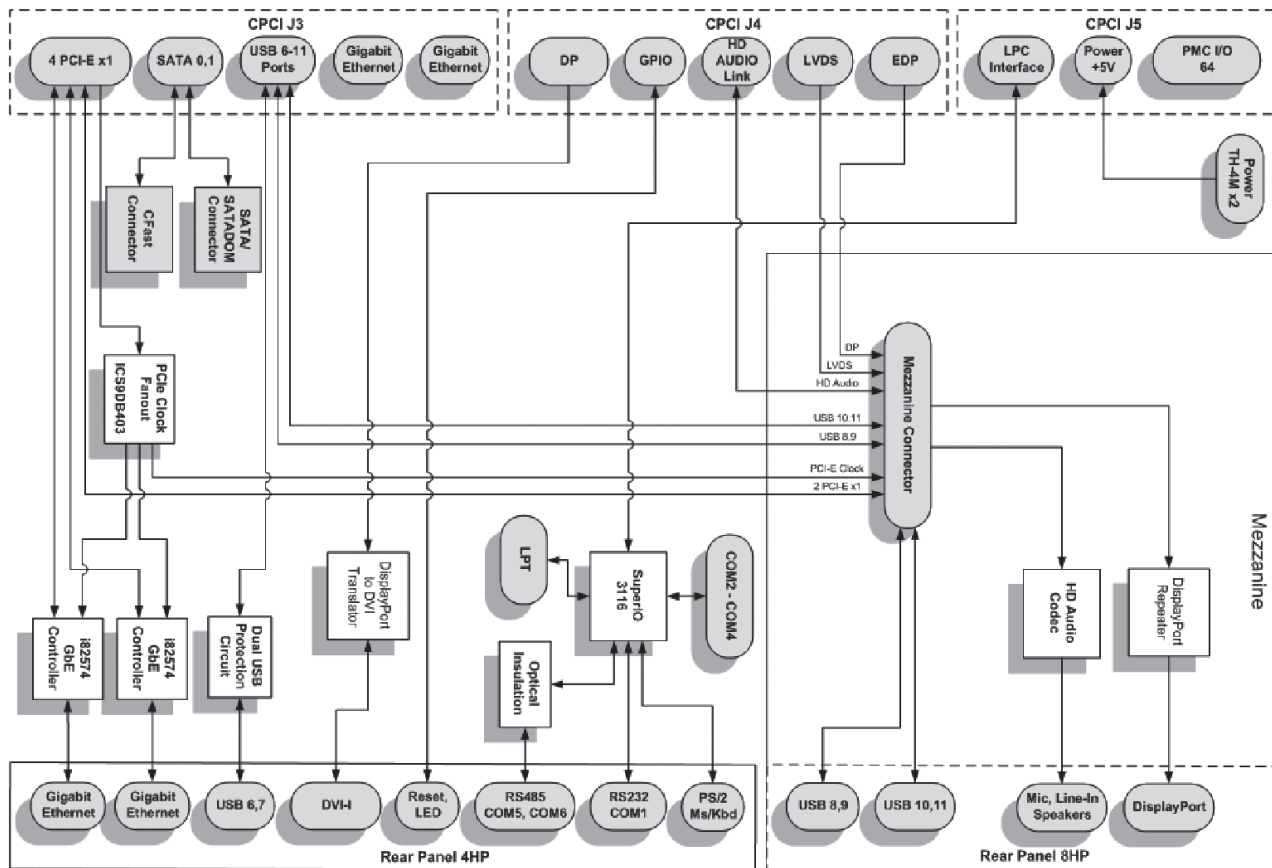 CPCI J3
CPCI J4
CPCI J5
4 PCI-E x1
SATA 0,1
USB 6-11
Ports
Gigabit
Ethernet
Gigabit
Ethernet
DP
GPIO
HD
AUDIO
Link
LVDS
EDP
LPC
Interface
Power
+5V
PMC I/O
64
Power
TH-4M x2
CFast
Connector
SATA/
SATADOM
Connector
PCIe Clock
Fanout
ICS9DB403
DP
LVDS
HD Audio
USB 10,11
USB 8,9
PCI-E Clock
2 PCI-E x1
Mezzanine Connector
Mezzanine
LPT
SuperIO
3116
COM2 - COM4
DisplayPort
to DVI
Translator
HD Audio
Codec
DisplayPort
Repeater
i82574
GbE
Controller
i82574
GbE
Controller
Dual USB
Protection
Circuit
Optical
Insulation
Gigabit
Ethernet
Gigabit
Ethernet
USB 6,7
DVI-I
Reset,
LED
RS485
COM5, COM6
RS232
COM1
PS/2
Ms/Kbd
USB 8,9
USB 10,11
Mic, Line-In
Speakers
DisplayPort
Rear Panel 4HP
Rear Panel 8HP